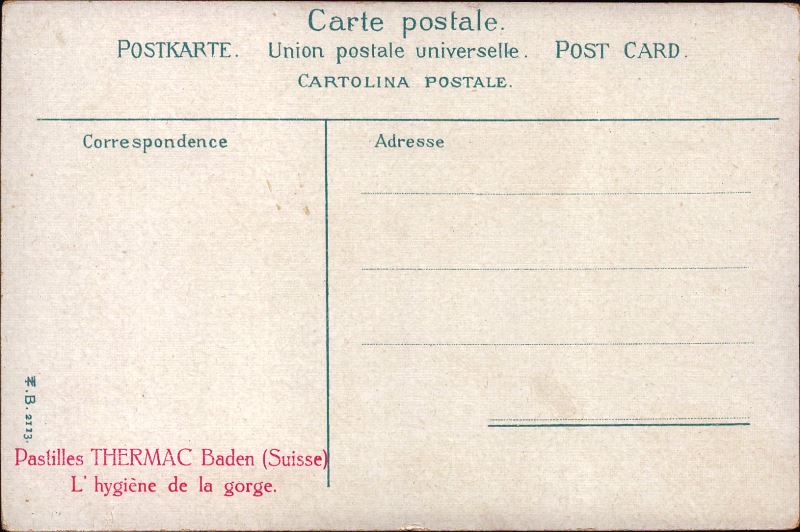 Carte postale.
POSTKARTE. Union postale universelle. POST CARD.
CARTOLINA POSTALE.
Correspondence
Adresse
.B. 2113.
Pastilles THERMAC Baden (Suisse)
L' hygiène de la gorge.